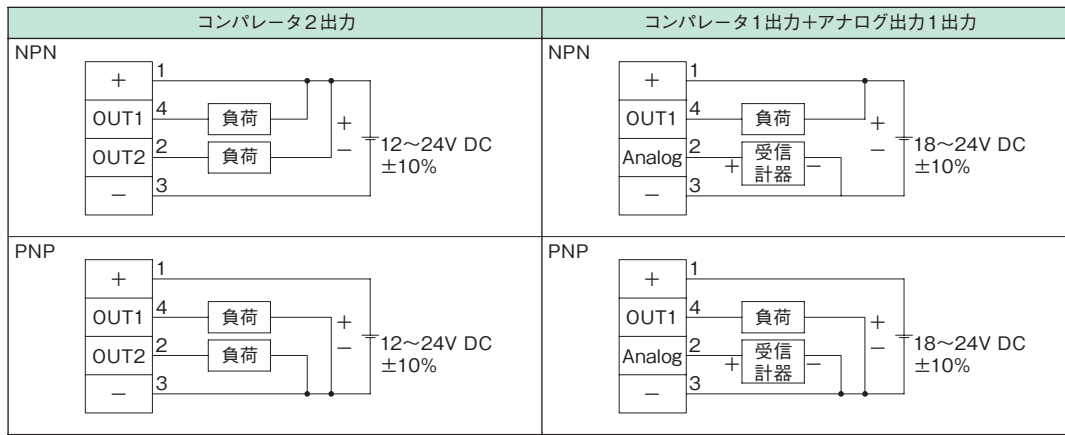 コンパレータ2出力
コンパレータ1出力+アナログ出力1出力
NPN
+
1
OUT1
4
負荷
OUT2
2
負荷
−
3
+
−
12~24V DC
±10%
NPN
+
1
OUT1
4
負荷
Analog
2
+
受信
計器
−
−
3
+
−
18~24V DC
±10%
PNP
+
1
OUT1
4
負荷
OUT2
2
負荷
−
3
+
−
12~24V DC
±10%
PNP
+
1
OUT1
4
負荷
Analog
2
+
受信
計器
−
−
3
+
−
18~24V DC
±10%